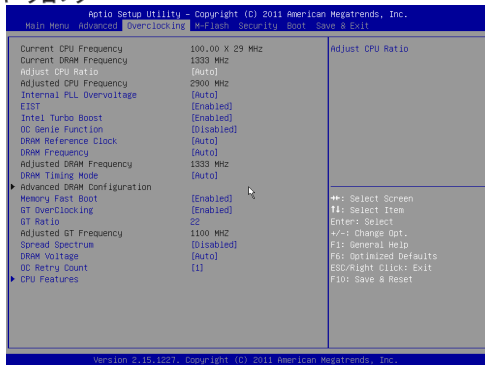 Aptio Setup Utility – Copyright (C) 2011 American Megatrends, Inc.
Main Menu Advanced Overclocking M-Flash Security Boot Save & Exit
Current CPU Frequency 100.00 X 29 MHz
Current DRAM Frequency 1333 MHz
Adjust CPU Ratio [Auto]
Adjusted CPU Frequency 2900 MHz
Internal PLL Overvoltage [Auto]
EIST [Enabled]
Intel Turbo Boost [Enabled]
OC Genie Function [Disabled]
DRAM Reference Clock [Auto]
DRAM Frequency [Auto]
Adjusted DRAM Frequency 1333 MHz
DRAM Timing Mode [Auto]
Advanced DRAM Configuration
Memory Fast Boot [Enabled]
GT OverClocking [Enabled]
GT Ratio 22
Adjusted GT Frequency 1100 MHZ
Spread Spectrum [Disabled]
DRAM Voltage [Auto]
OC Retry Count [1]
CPU Features
Adjust CPU Ratio
→←: Select Screen
↑↓: Select Item
Enter: Select
+/-: Change Opt.
F1: General Help
F6: Optimized Defaults
ESC/Right Click: Exit
F10: Save & Reset
Version 2.15.1227. Copyright (C) 2011 American Megatrends, Inc.